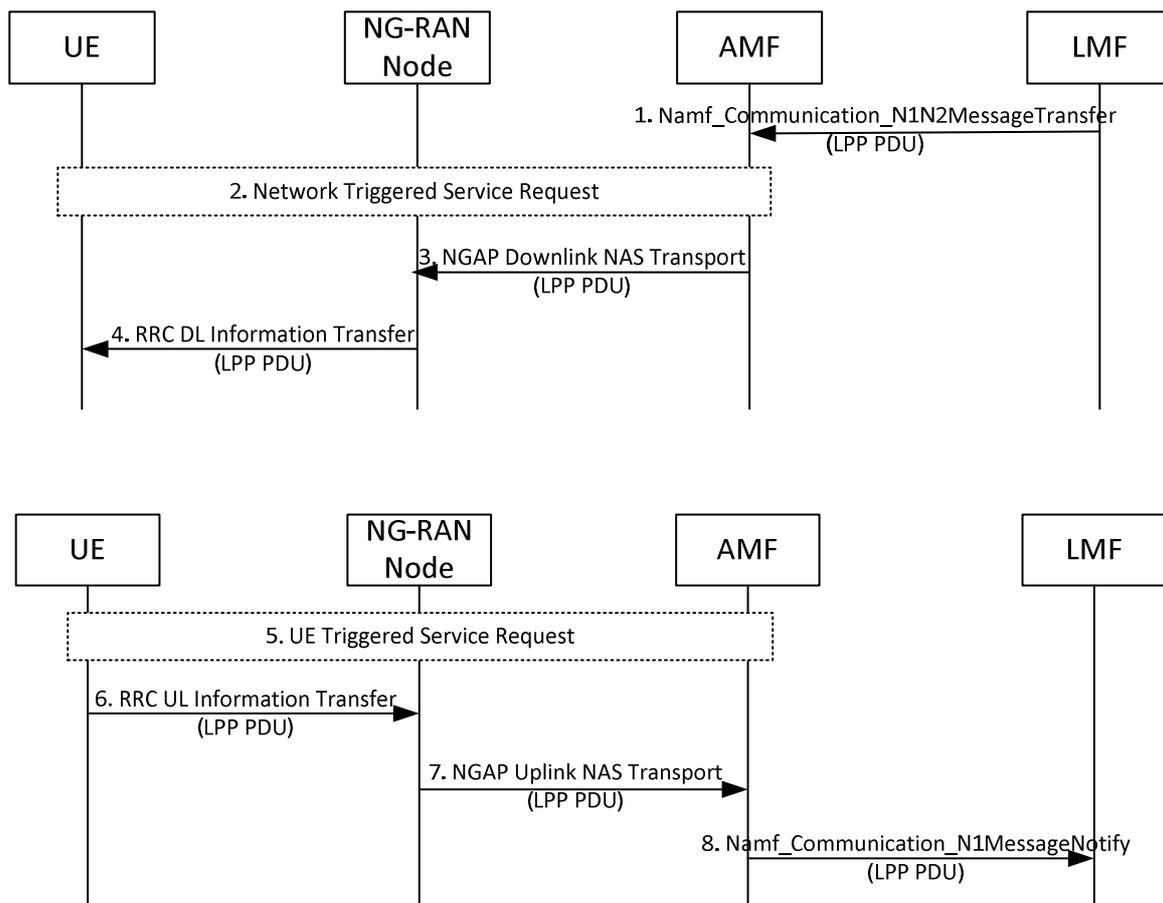 UE
NG-RAN
Node
AMF
LMF
1. Namf_Communication_N1N2MessageTransfer
(LPP PDU)
2. Network Triggered Service Request
3. NGAP Downlink NAS Transport
(LPP PDU)
4. RRC DL Information Transfer
(LPP PDU)
UE
NG-RAN
Node
AMF
LMF
5. UE Triggered Service Request
6. RRC UL Information Transfer
(LPP PDU)
7. NGAP Uplink NAS Transport
(LPP PDU)
8. Namf_Communication_N1MessageNotify
(LPP PDU)